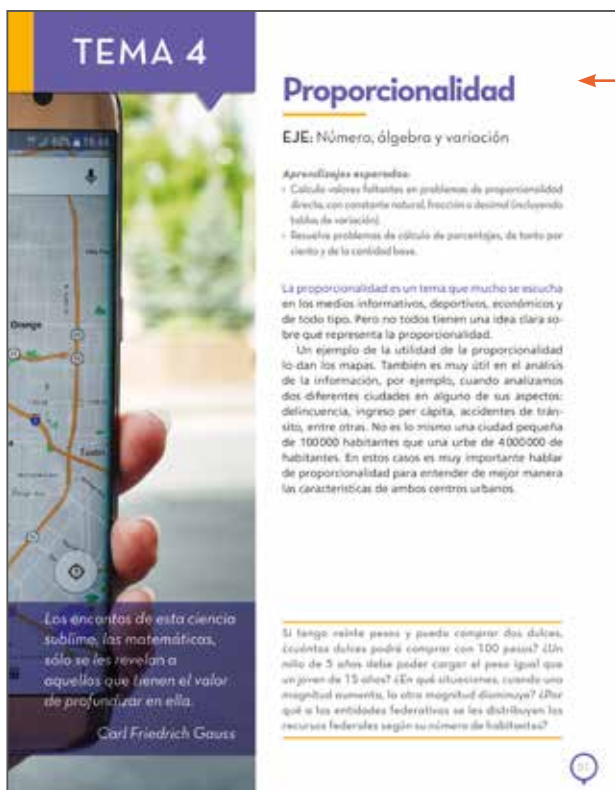 TEMA 4
Proporcionalidad
EJE: Número, álgebra y variación
Aprendizajes esperados:
• Calcula valores faltantes en problemas de proporcionalidad
directa, con constante natural, fracción o decimal (incluyendo
tablas de variación).
• Resuelve problemas de cálculo de porcentajes, de tanto por
ciento y de la cantidad base.
La proporcionalidad es un tema que mucho se escucha
en los medios informativos, deportivos, económicos y
de todo tipo. Pero no todos tienen una idea clara so-
bre qué representa la proporcionalidad.
Un ejemplo de la utilidad de la proporcionalidad
lo dan los mapas. También es muy útil en el análisis
de la información, por ejemplo, cuando analizamos
dos diferentes ciudades en alguno de sus aspectos:
delincuencia, ingreso per cápita, accidentes de trán-
sito, entre otras. No es lo mismo una ciudad pequeña
de 100000 habitantes que una urbe de 4000000 de
habitantes. En estos casos es muy importante hablar
de proporcionalidad para entender de mejor manera
las características de ambos centros urbanos.
Si tengo veinte pesos y puedo comprar dos dulces,
¿cuántos dulces podré comprar con 100 pesos? ¿Un
niño de 5 años debe poder cargar el peso igual que
un joven de 15 años? ¿En qué situaciones, cuando una
magnitud aumenta, la otra magnitud disminuye? ¿Por
qué a las entidades federativas se les distribuyen los
recursos federales según su número de habitantes?
Orange
Tustin
Los encantos de esta ciencia
sublime, las matemáticas,
sólo se les revelan a
aquellos que tienen el valor
de profundizar en ella.
Carl Friedrich Gauss